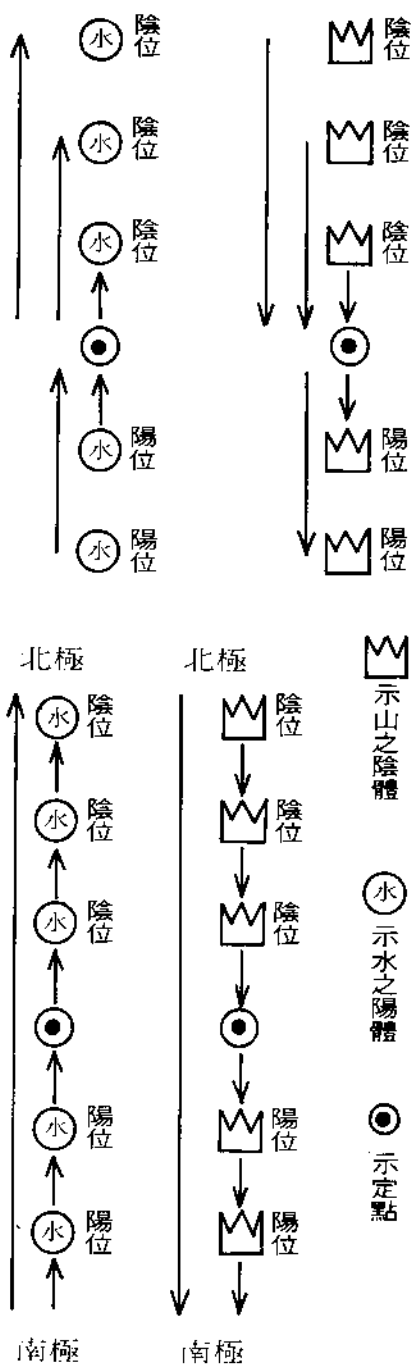 水 陰位 陰位
水 陰位 陰位
水 陰位 陰位
水 陽位 陽位
水 陽位 陽位
示山之陰體
水 示水之陽體
示定點
北極
陰位
陰位
陰位
陽位
陽位
南極
北極
水 陰位
水 陰位
水 陰位
水 陽位
水 陽位
南極